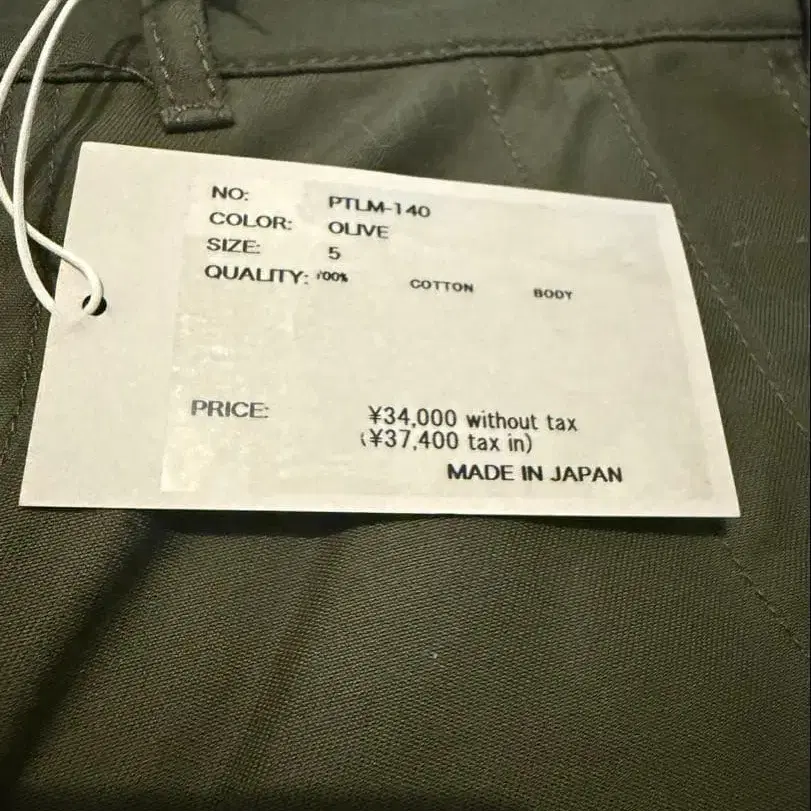 NO: PTLM-140
COLOR: OLIVE
SIZE: 5
QUALITY: 100% COTTON BODY
PRICE: ¥34,000 without tax
(¥37,400 tax in)
MADE IN JAPAN